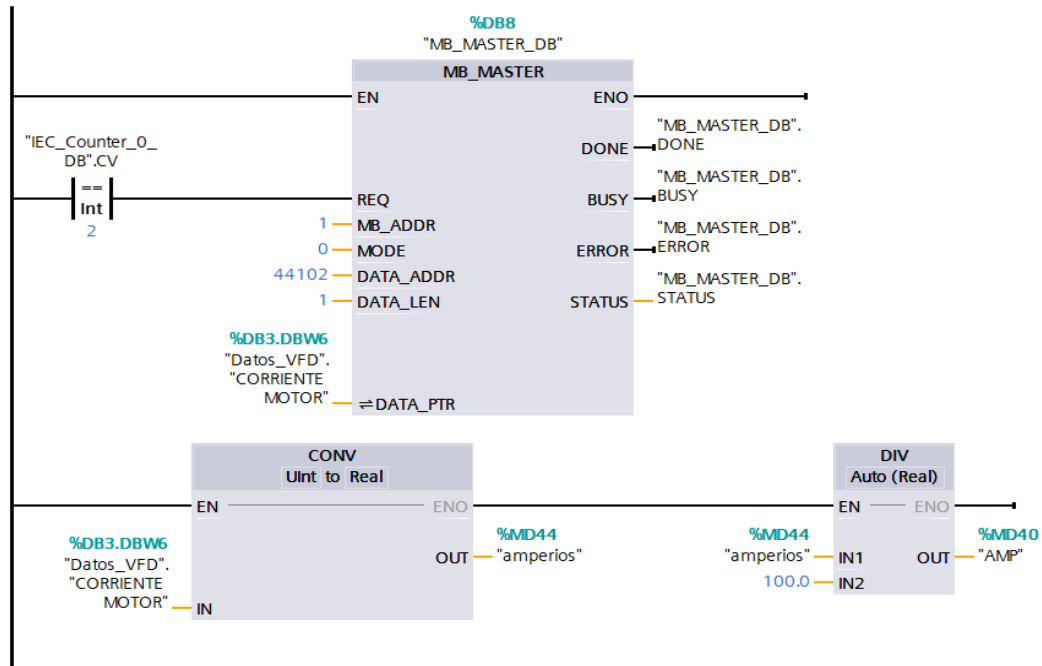 %DB8
"MB_MASTER_DB"
MB_MASTER
EN
ENO
"IEC_Counter_0_
DB".CV
==
Int
2
DONE
"MB_MASTER_DB".
DONE
REQ
BUSY
"MB_MASTER_DB".
BUSY
1
MB_ADDR
0
MODE
ERROR
"MB_MASTER_DB".
ERROR
44102
DATA_ADDR
1
DATA_LEN
STATUS
"MB_MASTER_DB".
STATUS
%DB3.DBW6
"Datos_VFD".
"CORRIENTE
MOTOR"
⇌DATA_PTR
CONV
UInt to Real
EN
ENO
%DB3.DBW6
"Datos_VFD".
"CORRIENTE
MOTOR"
IN
OUT
%MD44
"amperios"
DIV
Auto (Real)
EN
ENO
%MD44
"amperios"
IN1
100.0
IN2
OUT
%MD40
"AMP"